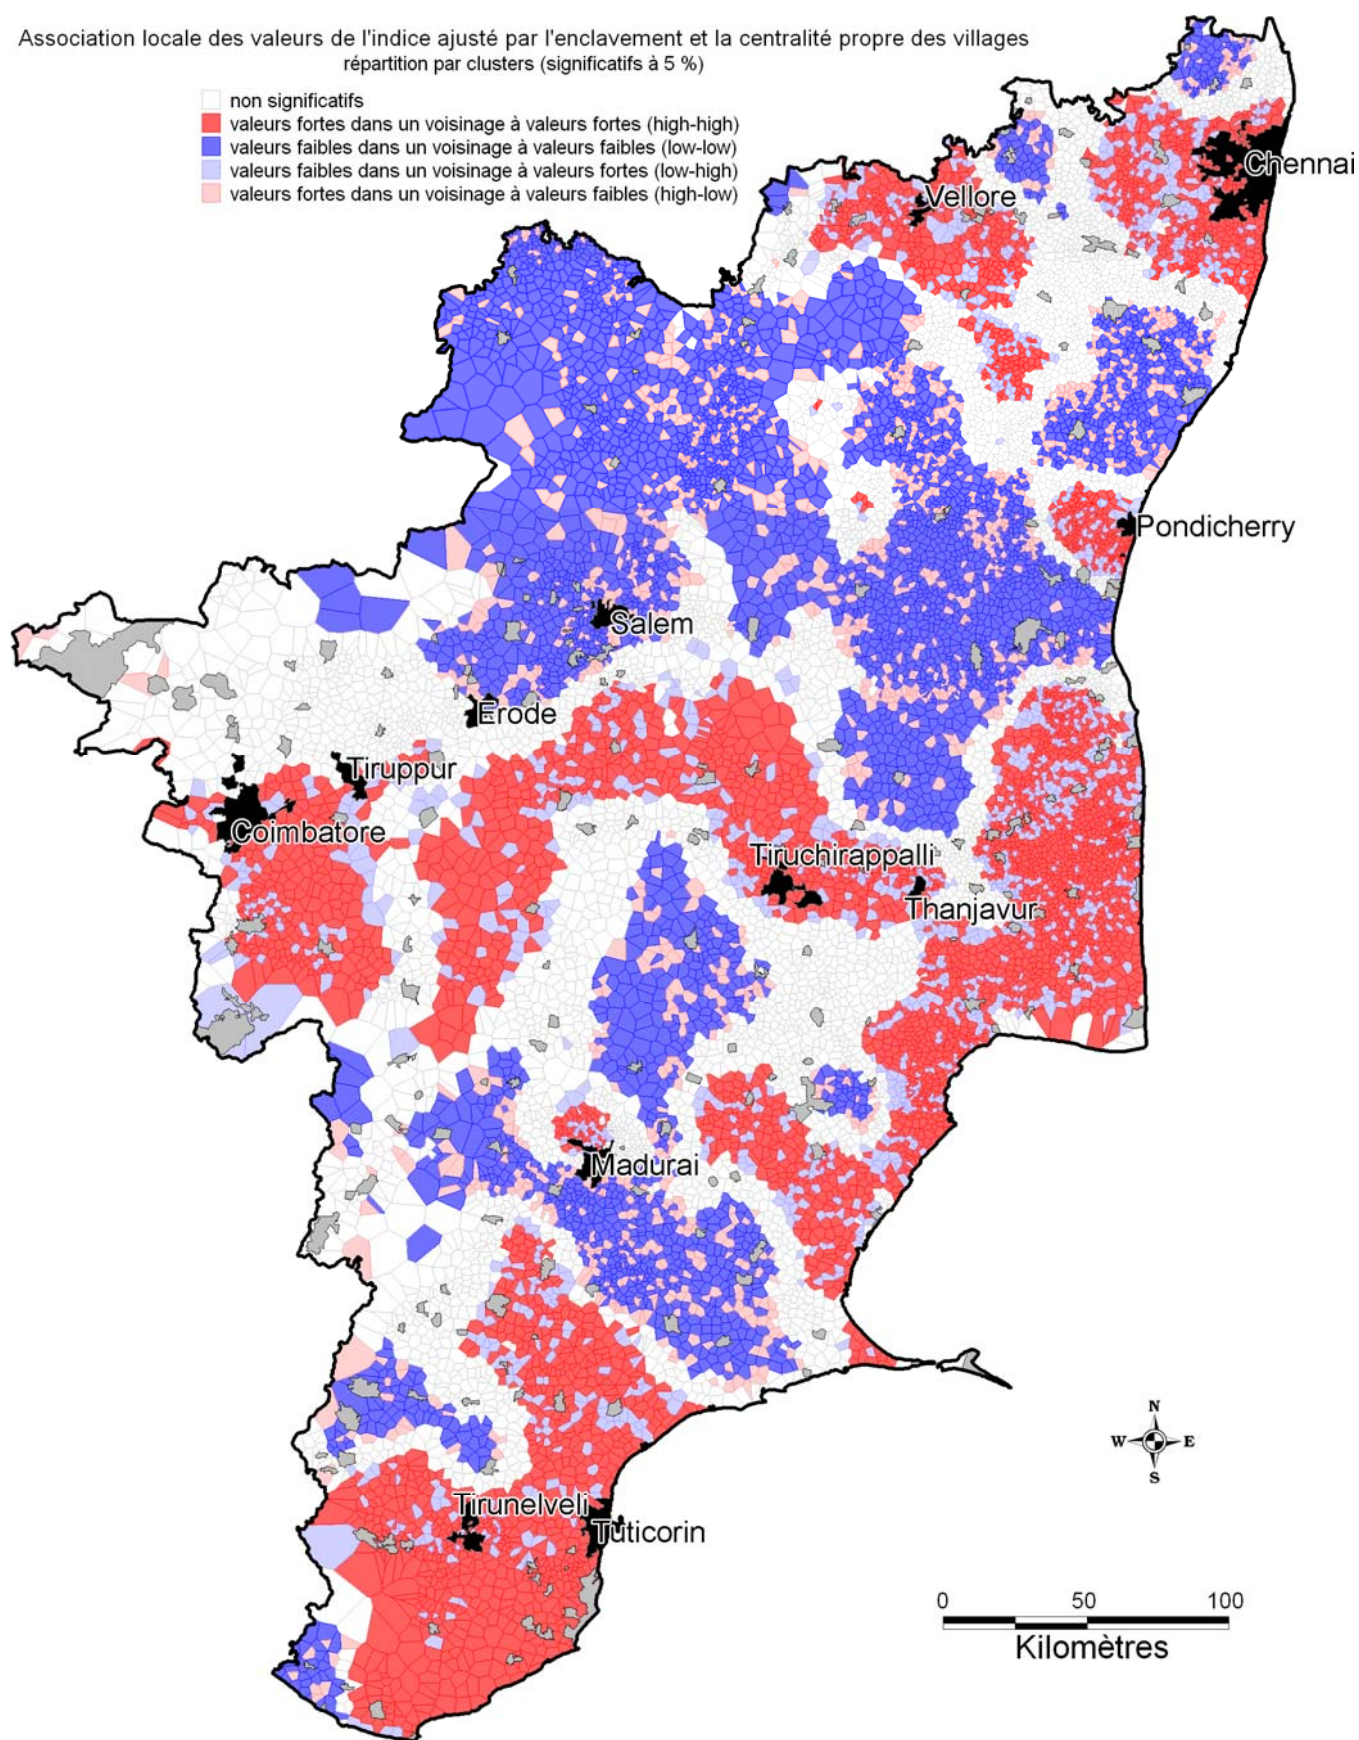 Association locale des valeurs de l'indice ajusté par l'enclavement et la centralité propre des villages
répartition par clusters (significatifs à 5 %)
non significatifs
valeurs fortes dans un voisinage à valeurs fortes (high-high)
valeurs faibles dans un voisinage à valeurs faibles (low-low)
valeurs faibles dans un voisinage à valeurs fortes (low-high)
valeurs fortes dans un voisinage à valeurs faibles (high-low)
Chennai
Vellore
Pondicherry
Salem
Erode
Tiruppur
Coimbatore
Tiruchirappalli
Thanjavur
Madurai
N
W E
S
Tirunelveli
Tuticorin
0 50 100
Kilomètres